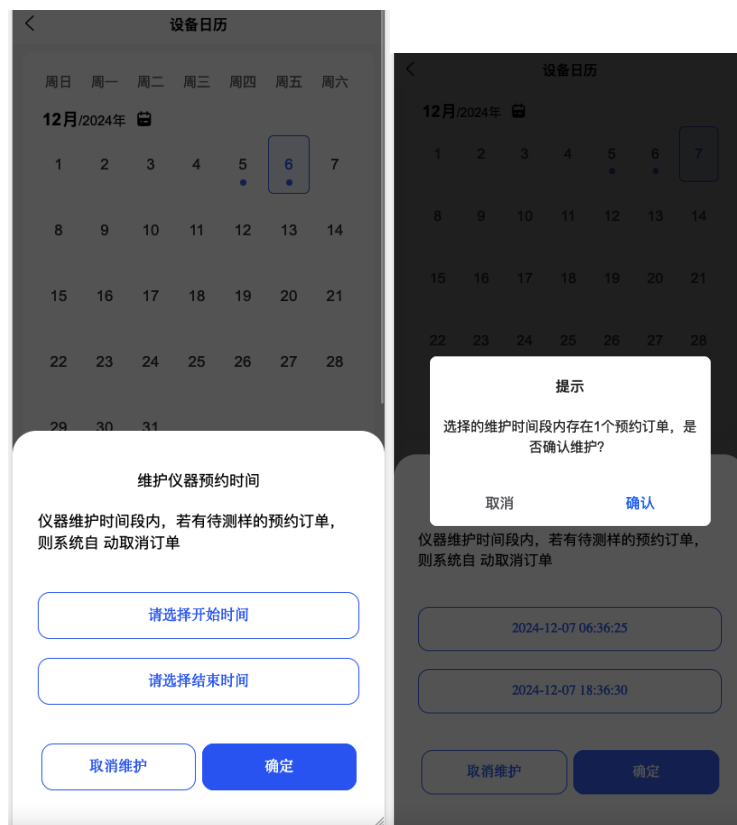 设备日历
周日 周一 周二 周三 周四 周五 周六
12月/2024年
1 2 3 4 5 6 7
8 9 10 11 12 13 14
15 16 17 18 19 20 21
22 23 24 25 26 27 28
29 30 31
维护仪器预约时间
仪器维护时间段内，若有待测样的预约订单，
则系统自 动取消订单
请选择开始时间
请选择结束时间
取消维护 确定
设备日历
12月/2024年
1 2 3 4 5 6 7
8 9 10 11 12 13 14
15 16 17 18 19 20 21
22 23 24 25 26 27 28
提示
选择的维护时间段内存在1个预约订单，是
否确认维护?
取消 确认
仪器维护时间段内，若有待测样的预约订单，
则系统自 动取消订单
2024-12-07 06:36:25
2024-12-07 18:36:30
取消维护 确定